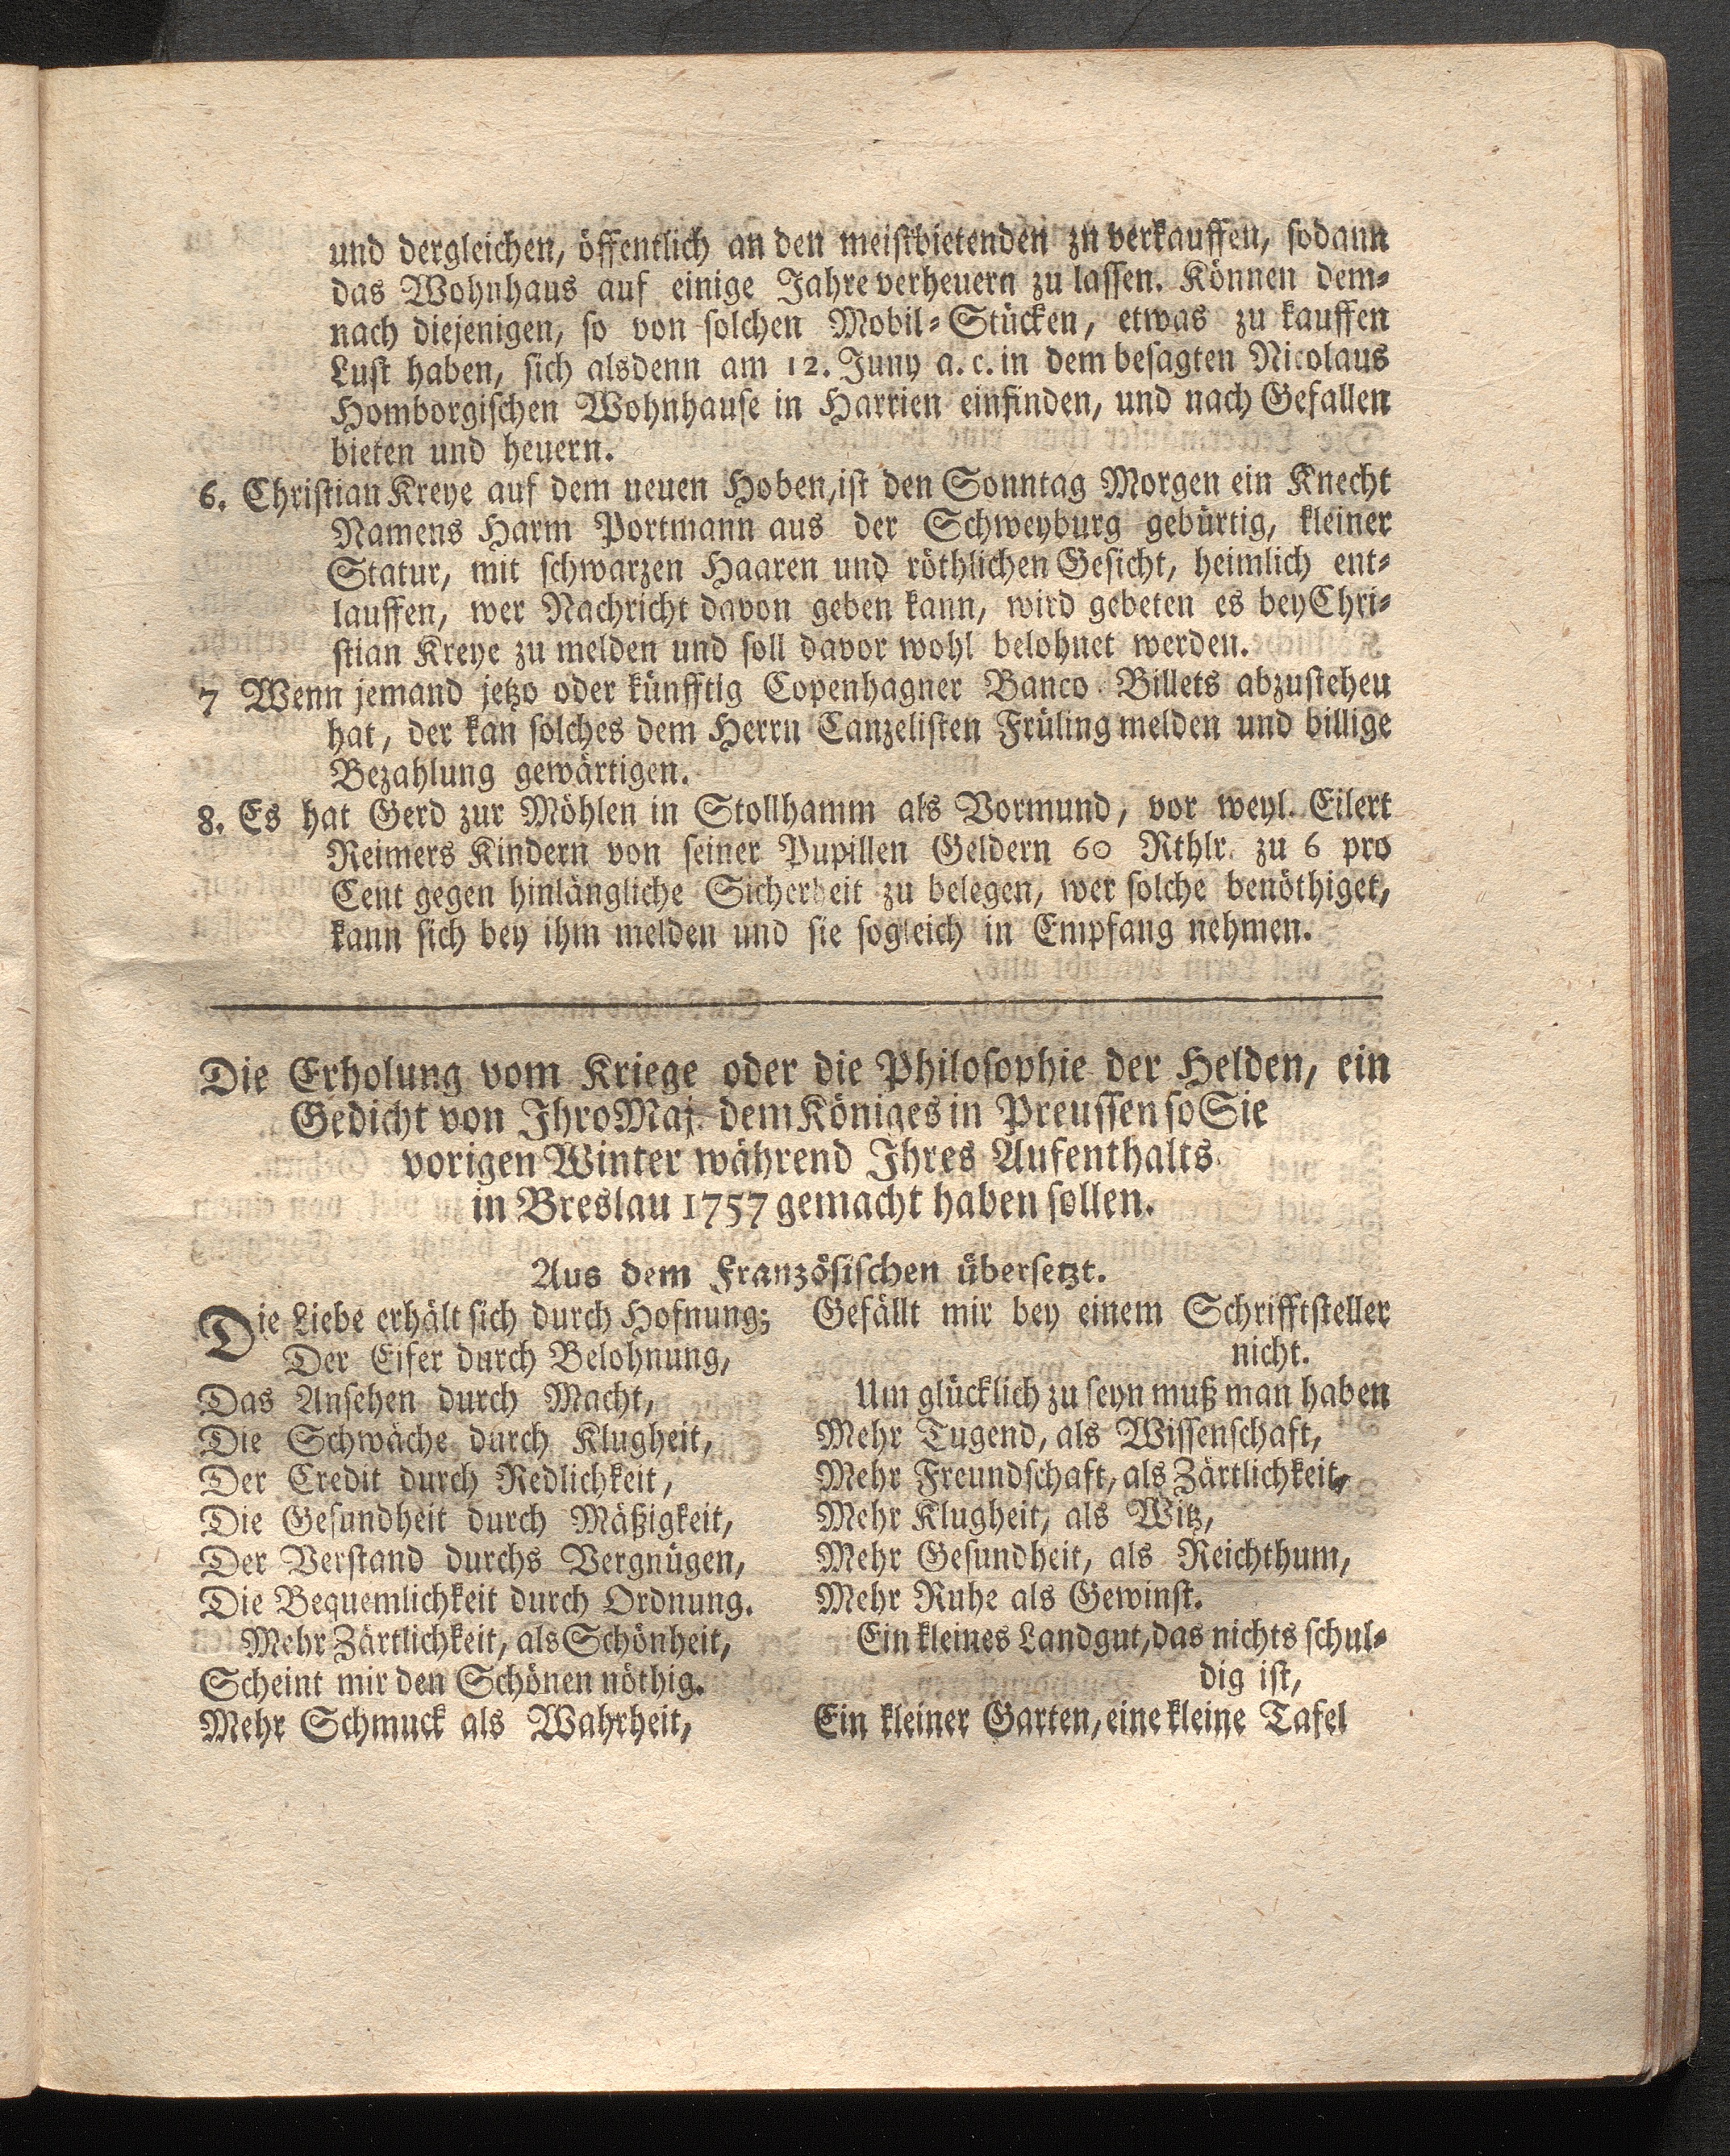 und dergleichen, öffentlich an den meistbietenden zu verkauffen, sodann
das Wohnhaus auf einige Jahre verheuern zu lassen. Können dem-
nach diejenigen, so von solchen Mobil-Stücken, etwas zu kauffen
Lust haben, sich alsdenn am 12. Juny a. c. in dem besagten Nicolaus
Homborgischen Wohnhause in Harrien einfinden, und nach Gefallen
bieten und heuern.
6. Christian Kreye auf dem neuen Hoben, ist den Sonntag Morgen ein Knecht
Namens Harm Portmann aus der Schweyburg gebürtig, kleiner
Statur, mit schwarzen Haaren und röthlichen Gesicht, heimlich ent-
lauffen, wer Nachricht davon geben kann, wird gebeten es bey Chri-
stian Kreye zu melden und soll davor wohl belohnet werden.
7 Wenn jemand jetzo oder künfftig Copenhagner Banco Billets abzustehen
hat, der kan solches dem Herrn Canzelisten Früling melden und billige
Bezahlung gewärtigen.
8. Es hat Gerd zur Möhlen in Stollhamm als Vormund, vor weyl. Eilert
Reimers Kindern von seiner Pupillen Geldern 60 Rthlr. zu 6 pro
Cent gegen hinlängliche Sicherheit zu belegen, wer solche benöthiget,
kann sich bey ihm melden und sie sogleich in Empfang nehmen.
Die Erholung vom Kriege oder die Philosophie der Helden, ein
Gedicht von Ihro Maj. dem Königes in Preussen so Sie
vorigen Winter während Ihres Aufenthalts
in Breslau 1757 gemacht haben sollen.
Aus dem Französischen übersetzt.
Die Liebe erhält sich durch Hofnung;
Der Eifer durch Belohnung,
Das Ansehen durch Macht,
Die Schwäche durch Klugheit,
Der Credit durch Redlichkeit,
Die Gesundheit durch Mäßigkeit,
Der Verstand durchs Vergnügen,
Die Bequemlichkeit durch Ordnung.
Mehr Zärtlichkeit, als Schönheit,
Scheint mir den Schönen nöthig.
Mehr Schmuck als Wahrheit,
Gefällt mir bey einem Schrifftsteller
nicht.
Um glücklich zu seyn muß man haben
Mehr Tugend, als Wissenschaft,
Mehr Freundschaft, als Zärtlichkeit,
Mehr Klugheit, als Witz,
Mehr Gesundheit, als Reichthum,
Mehr Ruhe als Gewinst.
Ein kleines Landgut, das nichts schul-
dig ist,
Ein kleiner Garten, eine kleine Tafel